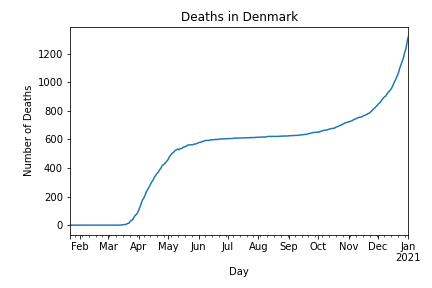 Deaths in Denmark
Number of Deaths
1200
1000
800
600
400
200
0
Feb Mar Apr May Jun Jul Aug Sep Oct Nov Dec Jan
2021
Day